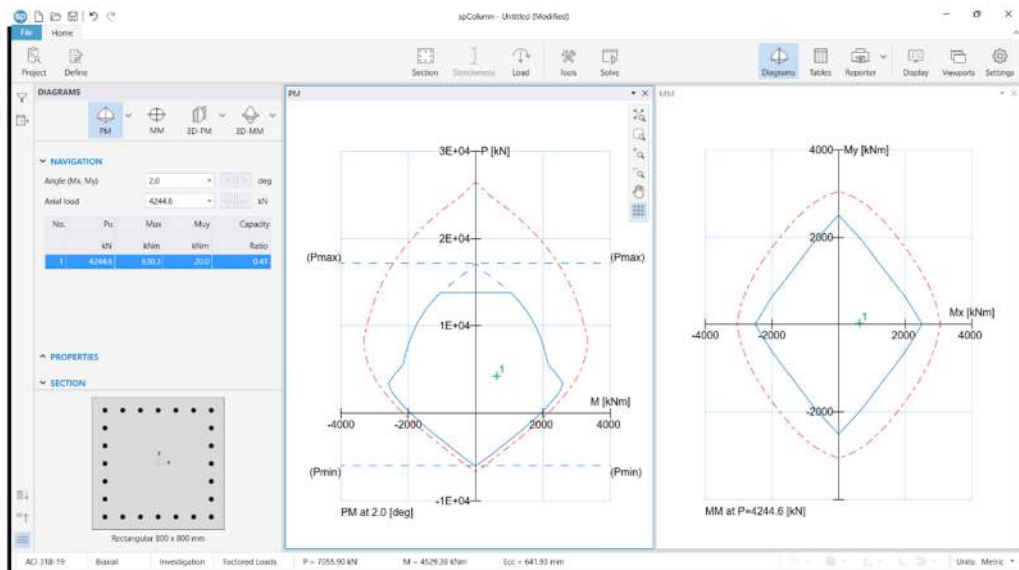 sp
spColumn - Untitled (Modified)
File
Home
Project
Define
Section
Slenderness
Load
Tools
Solve
Diagrams
Tables
Reporter
Display
Viewports
Settings
DIAGRAMS
PM
MM
3D-PM
3D-MM
NAVIGATION
Angle (Mx, My)
2.0
deg
Axial load
4244.6
kN
No. Pu Mux Muy Capacity
kN kNm kNm Ratio
1 4244.6 630.3 20.0 0.41
PROPERTIES
SECTION
Rectangular 800 x 800 mm
PM
3E+04
P [kN]
2E+04
(Pmax)
(Pmax)
1E+04
1
M [kNm]
-4000
-2000
2000
4000
(Pmin)
(Pmin)
-1E+04
PM at 2.0 [deg]
MM
4000
My [kNm]
2000
Mx [kNm]
1
-4000
-2000
2000
4000
-2000
MM at P=4244.6 [kN]
ACI 318-19
Biaxial
Investigation
Factored Loads
P = 7055.90 kN
M = 4529.38 kNm
Ecc = 641.93 mm
Units: Metric